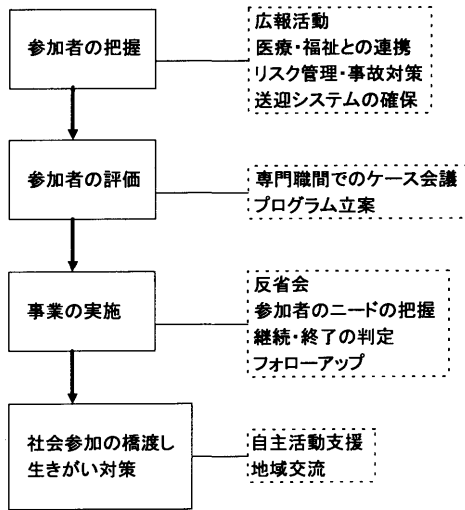 参加者の把握
広報活動
医療・福祉との連携
リスク管理・事故対策
送迎システムの確保
参加者の評価
専門職間でのケース会議
プログラム立案
事業の実施
反省会
参加者のニードの把握
継続・終了の判定
フォローアップ
社会参加の橋渡し
生きがい対策
自主活動支援
地域交流